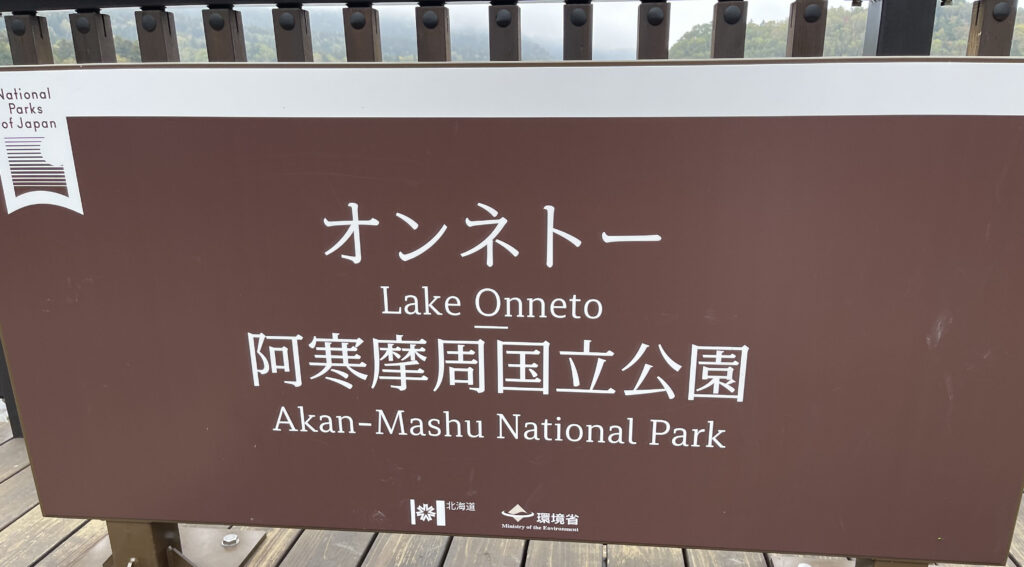 National
Parks
of Japan
オンネトー
Lake Onneto
阿寒摩周国立公園
Akan-Mashu National Park
北海道
環境省
Ministry of the Environment